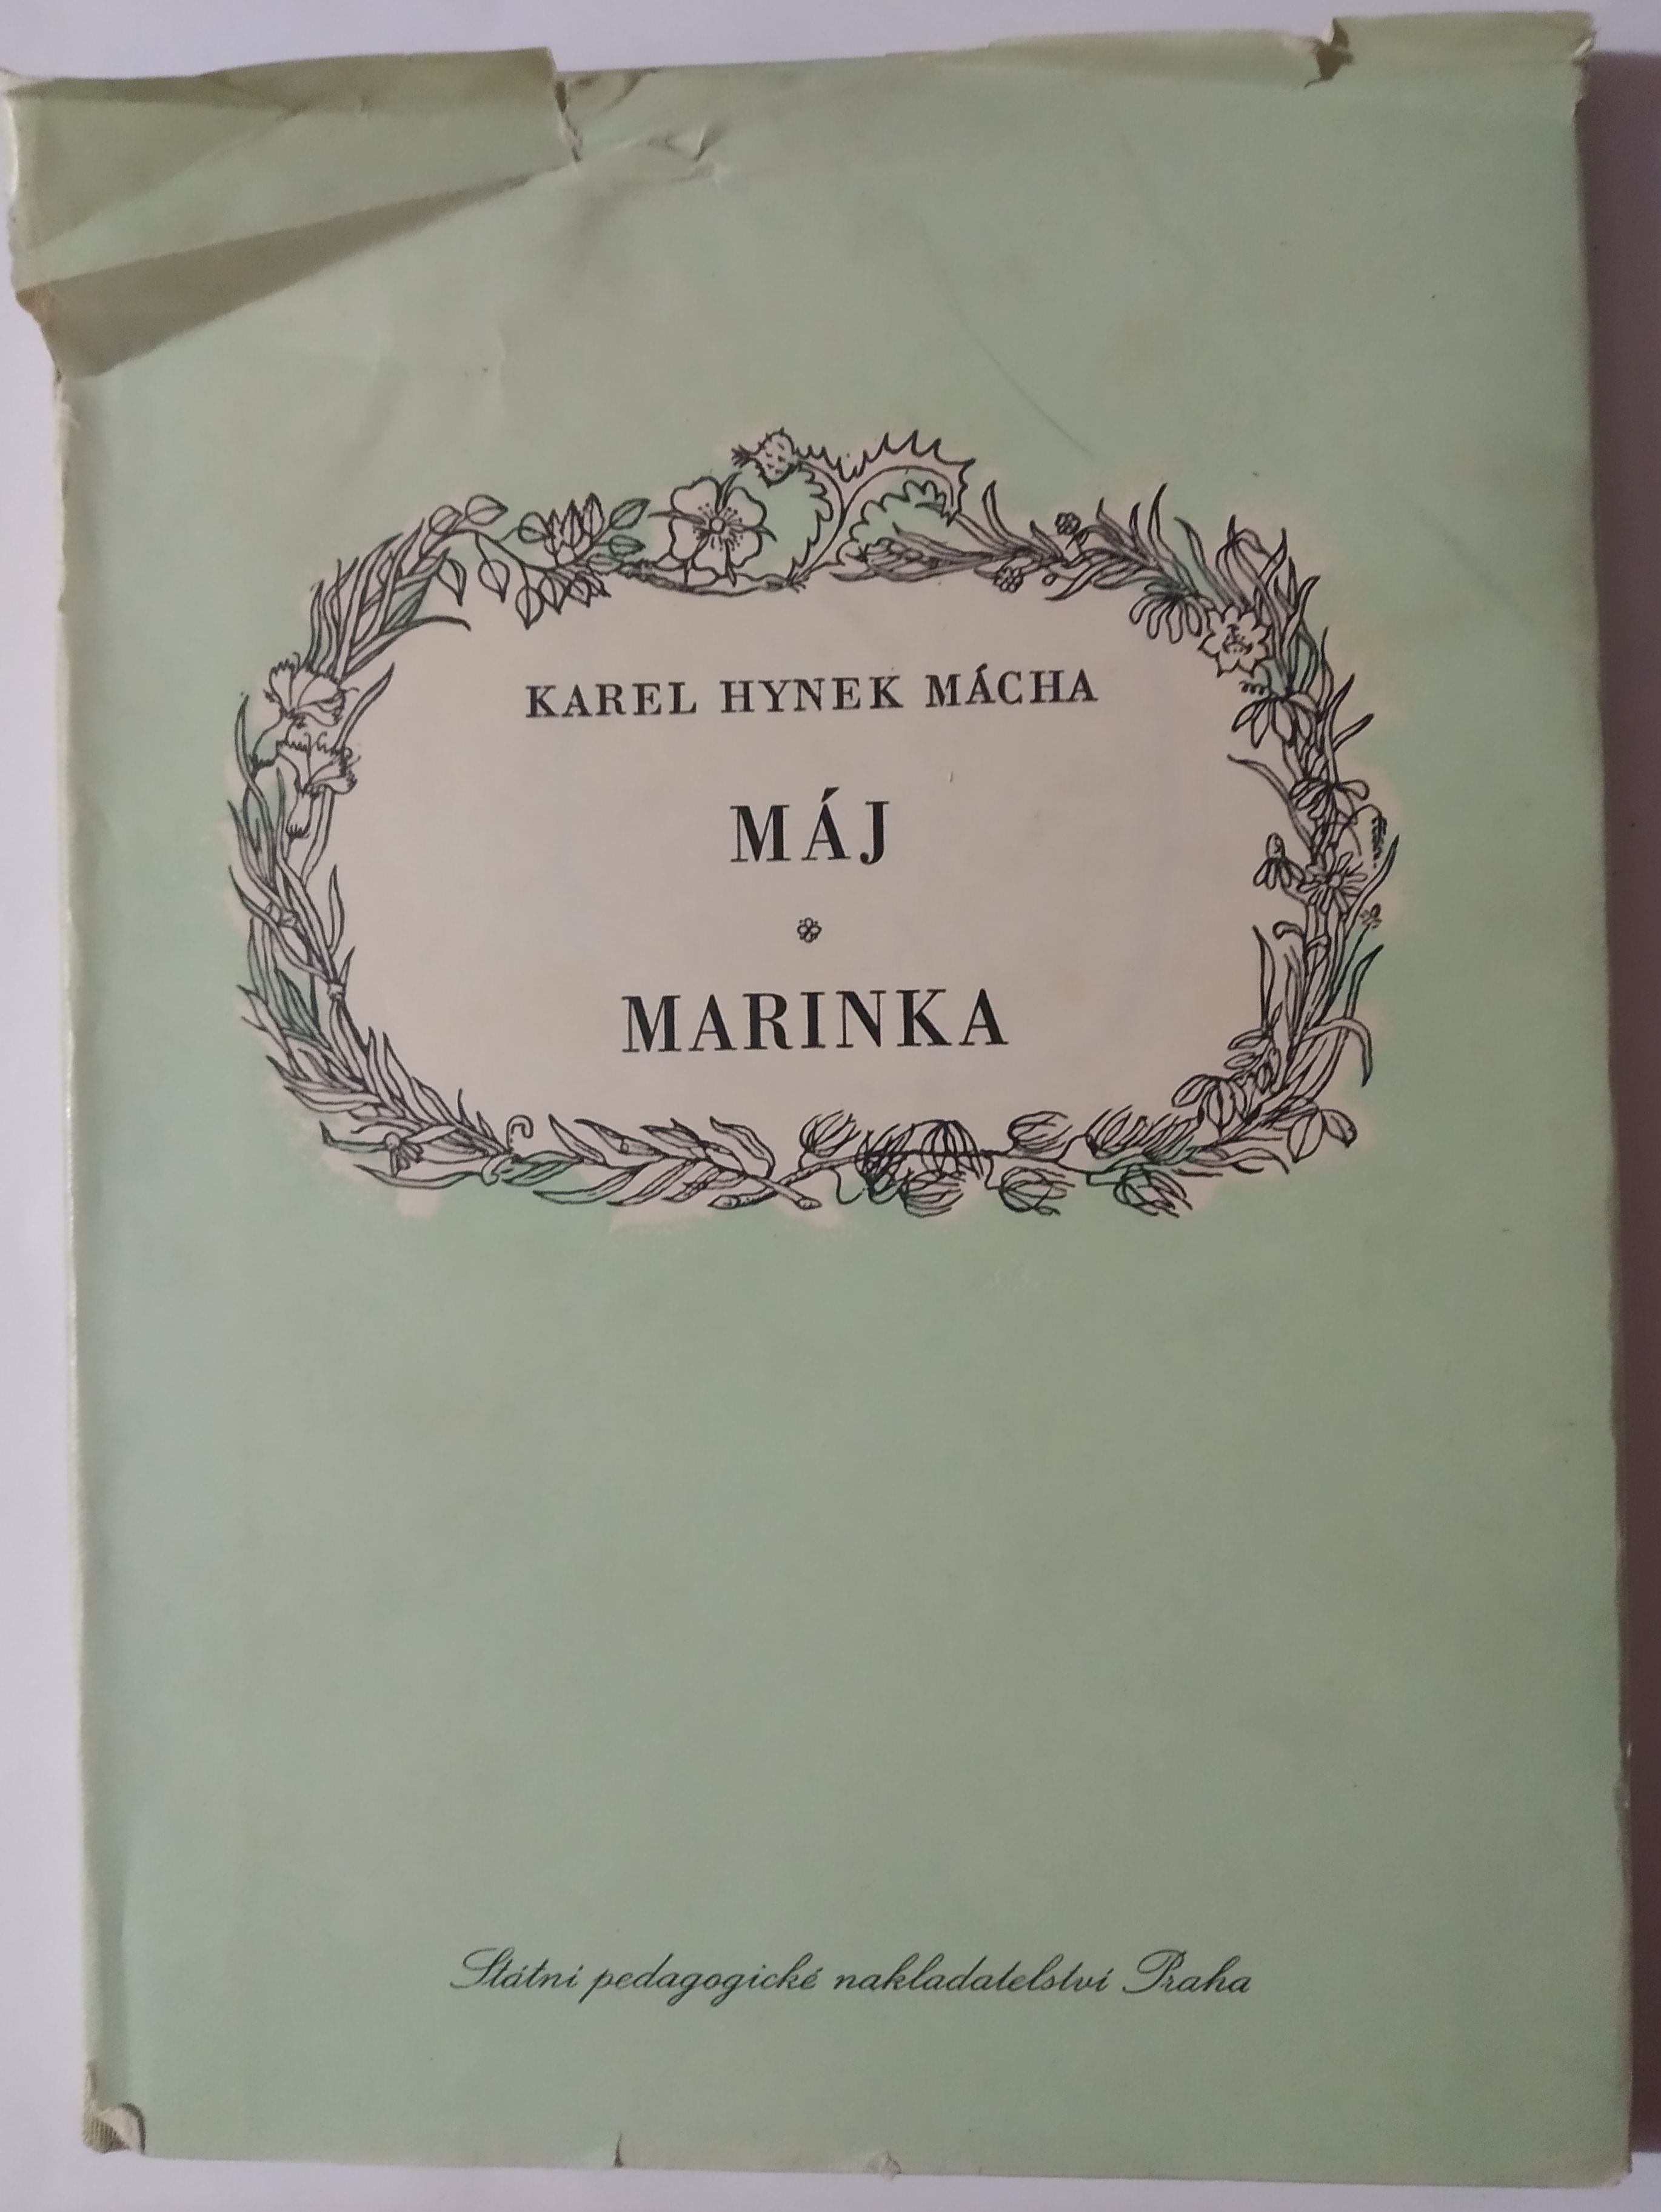 KAREL HYNEK MÁCHA
MÁJ
MARINKA
Státní pedagogické nakladatelství Praha